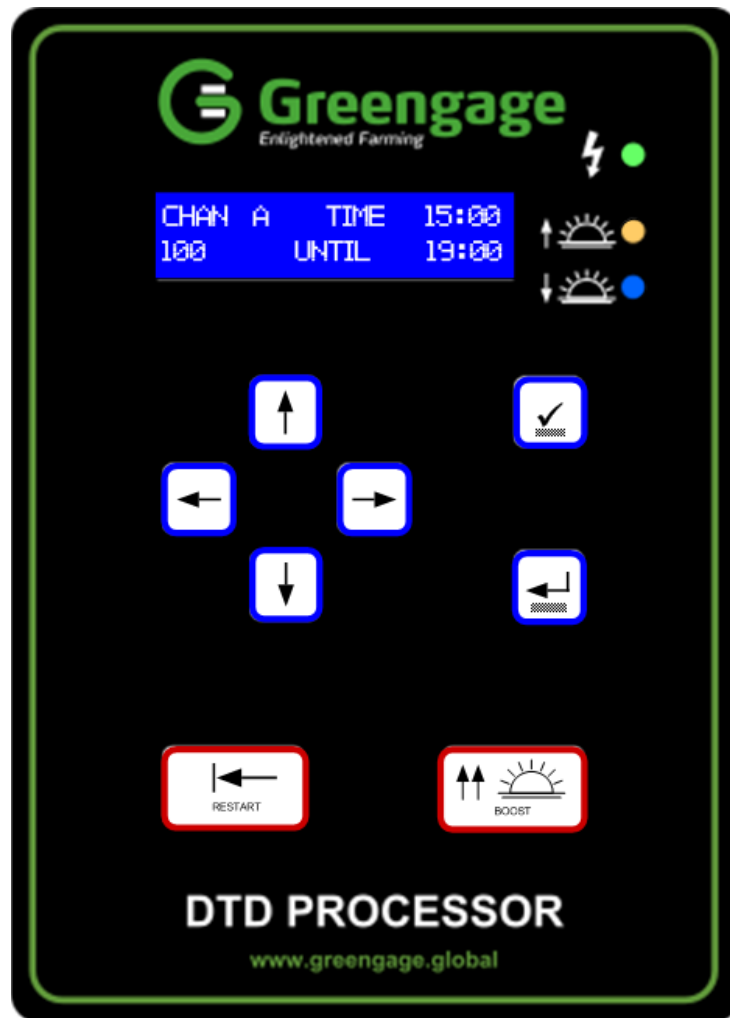 Greengage
Enlightened Farming
CHAN A TIME 15:00
100 UNTIL 19:00
RESTART
BOOST
DTD PROCESSOR
www.greengage.global